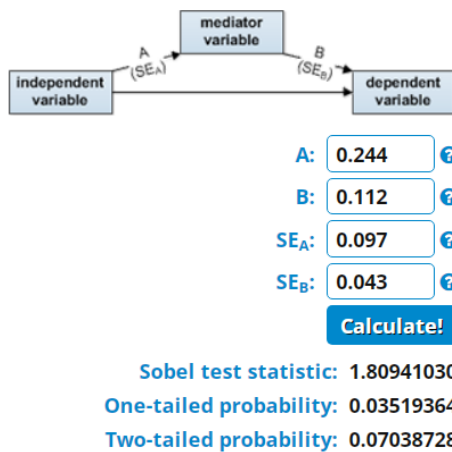 mediator
variable
A
(SEA)
B
(SEB)
independent
variable
dependent
variable
A: 0.244 ?
B: 0.112 ?
SEA: 0.097 ?
SEB: 0.043 ?
Calculate!
Sobel test statistic: 1.80941030
One-tailed probability: 0.03519364
Two-tailed probability: 0.07038728